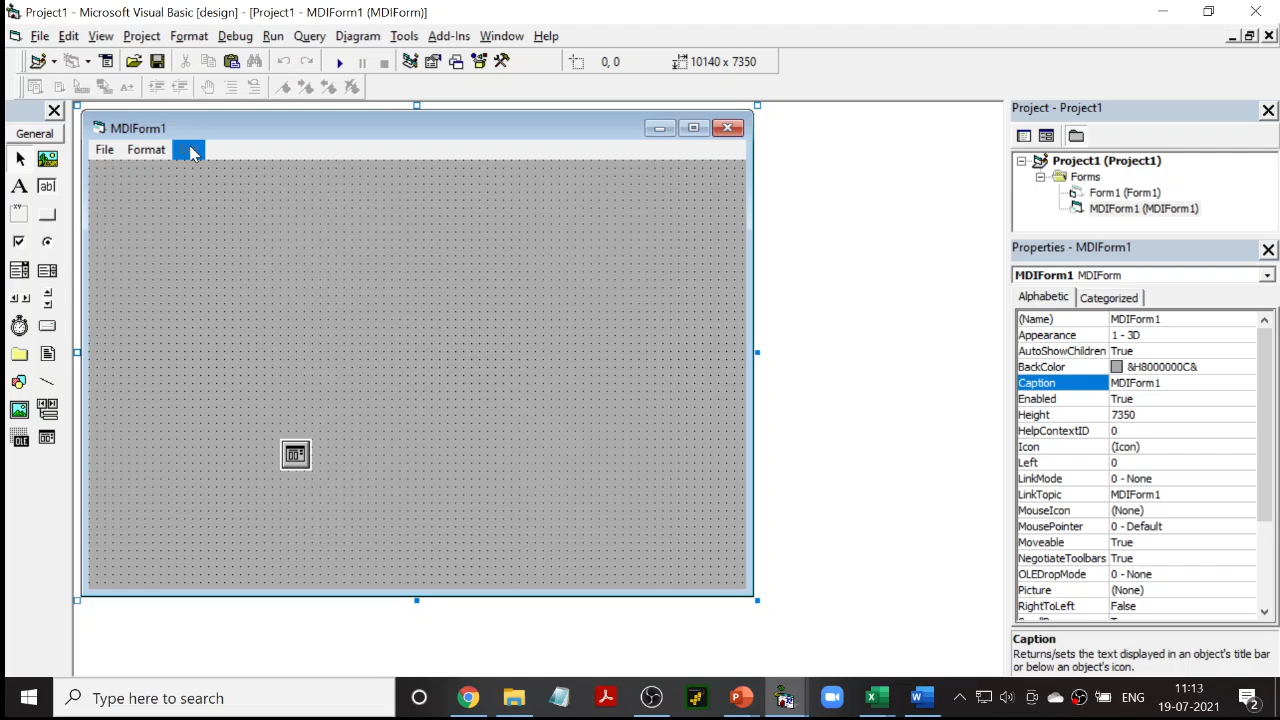 Project1 - Microsoft Visual Basic [design] - [Project1 - MDIForm1 (MDIForm)]
File Edit View Project Format Debug Run Query Diagram Tools Add-Ins Window Help
0, 0 10140 x 7350
General
A ab|
XY
OLE
MDIForm1
File Format
Project - Project1
Project1 (Project1)
Forms
Form1 (Form1)
MDIForm1 (MDIForm1)
Properties - MDIForm1
MDIForm1 MDIForm
Alphabetic Categorized
(Name) MDIForm1
Appearance 1 - 3D
AutoShowChildren True
BackColor &H8000000C&
Caption MDIForm1
Enabled True
Height 7350
HelpContextID 0
Icon (Icon)
Left 0
LinkMode 0 - None
LinkTopic MDIForm1
MouseIcon (None)
MousePointer 0 - Default
Moveable True
NegotiateToolbars True
OLEDropMode 0 - None
Picture (None)
RightToLeft False
Caption
Returns/sets the text displayed in an object's title bar
or below an object's icon.
Type here to search
ENG
11:13
19-07-2021
2